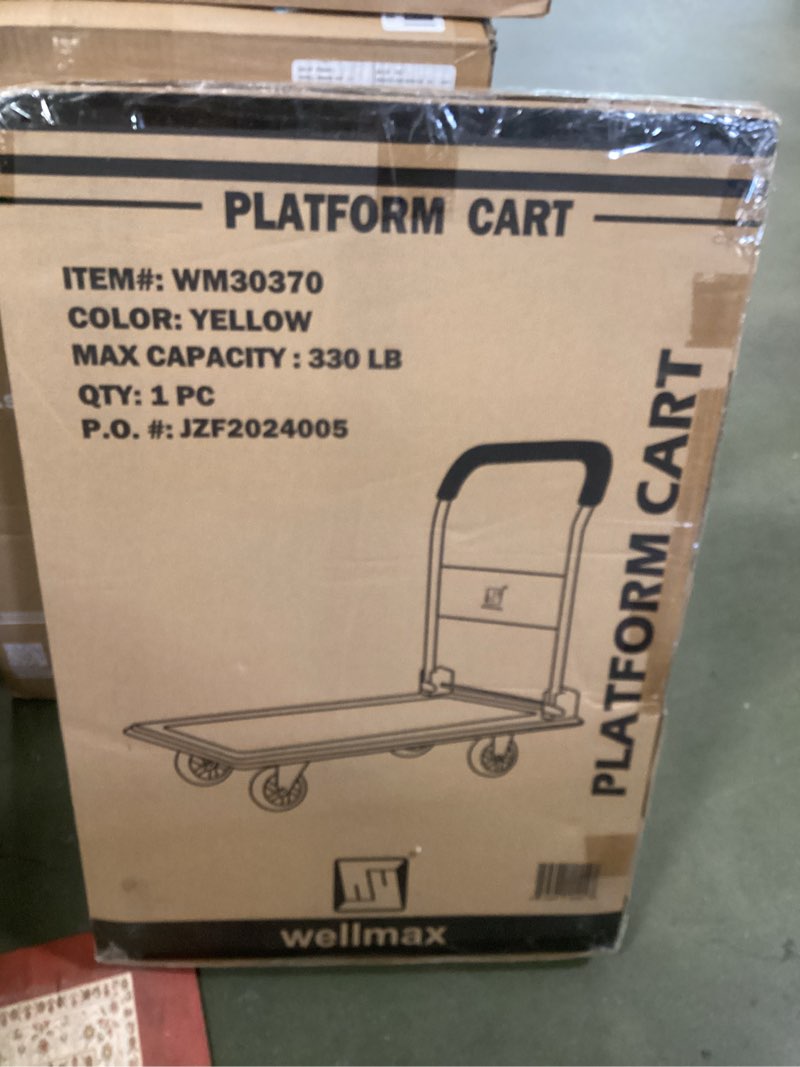 PLATFORM CART
ITEM#: WM30370
COLOR: YELLOW
MAX CAPACITY : 330 LB
QTY: 1 PC
P.O. #: JZF2024005
PLATFORM CART
wellmax